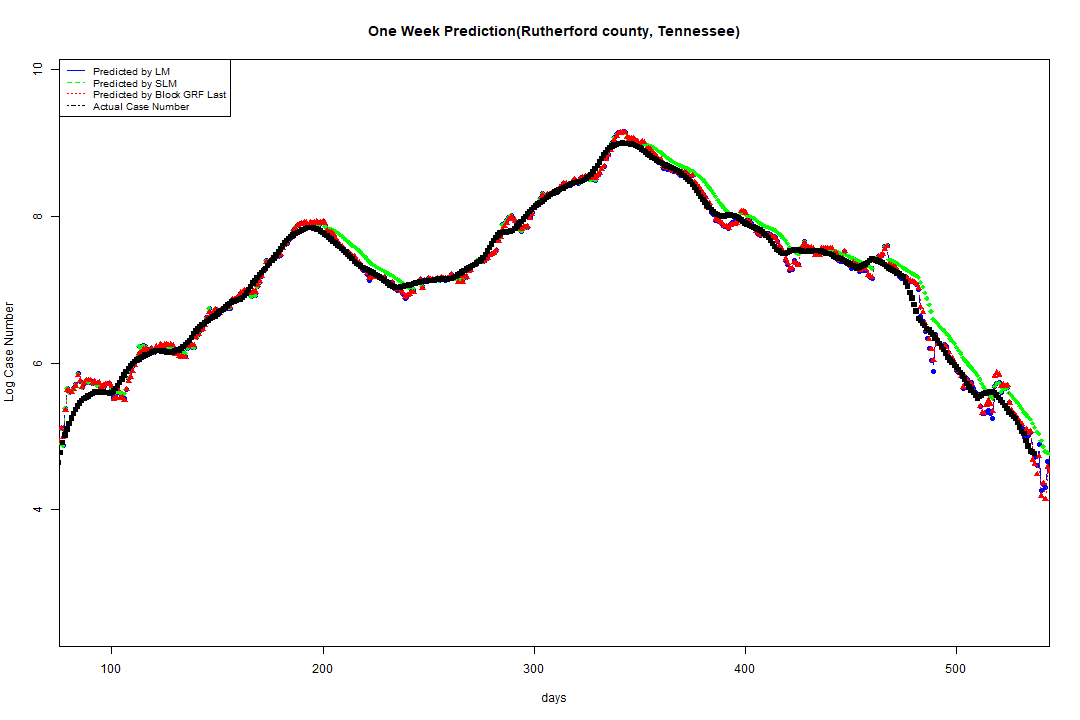 One Week Prediction(Rutherford county, Tennessee)
Predicted by LM
Predicted by SLM
Predicted by Block GRF Last
Actual Case Number
10
8
6
4
Log Case Number
100 200 300 400 500
days